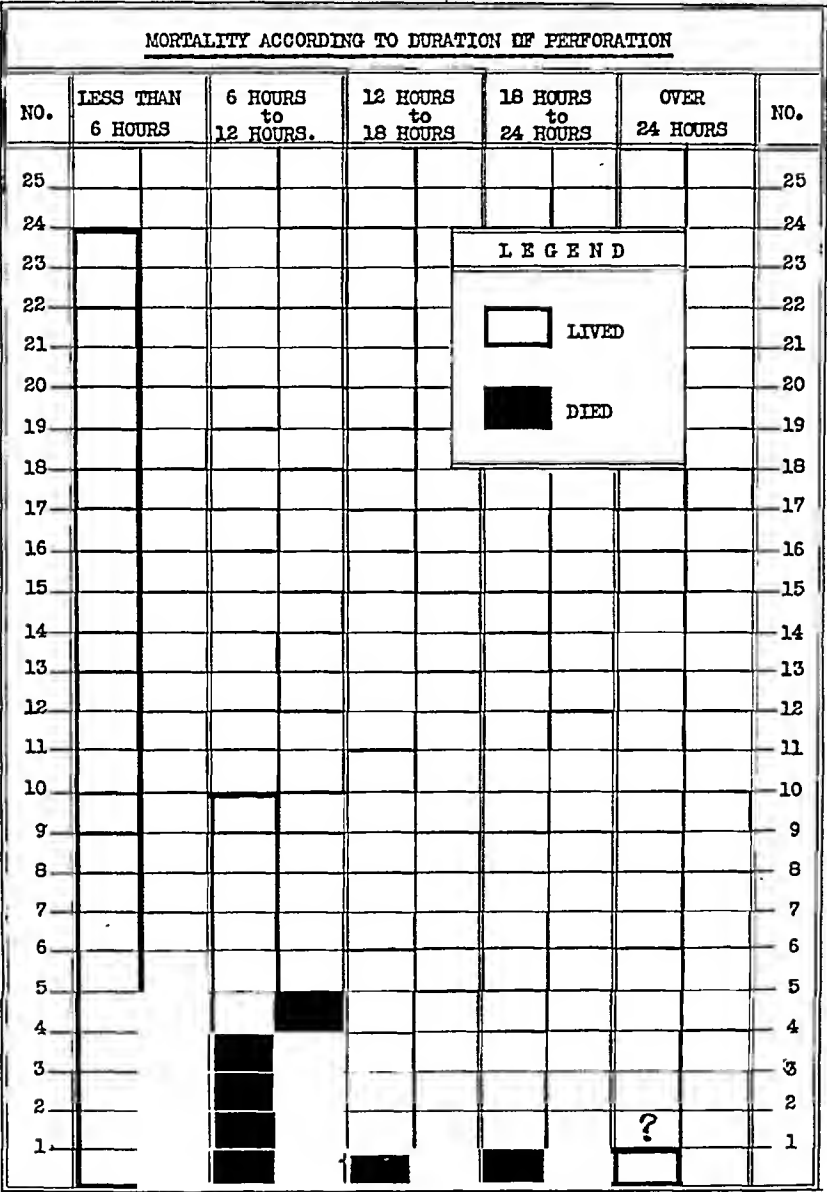 MORTALITY ACCORDING TO DURATION OF PERFORATION
NO.
LESS THAN
6 HOURS
6 HOURS
to
12 HOURS.
12 HOURS
to
18 HOURS
18 HOURS
to
24 HOURS
OVER
24 HOURS
NO.
25 25
24 24
LEGEND
23 23
22 22
LIVED
21 21
20 20
DIED
19 19
18 18
17 17
16 16
15 15
14 14
13 13
12 12
11 11
10 10
9 9
8 8
7 7
6 6
5 5
4 4
3 3
2 2
?
1 1